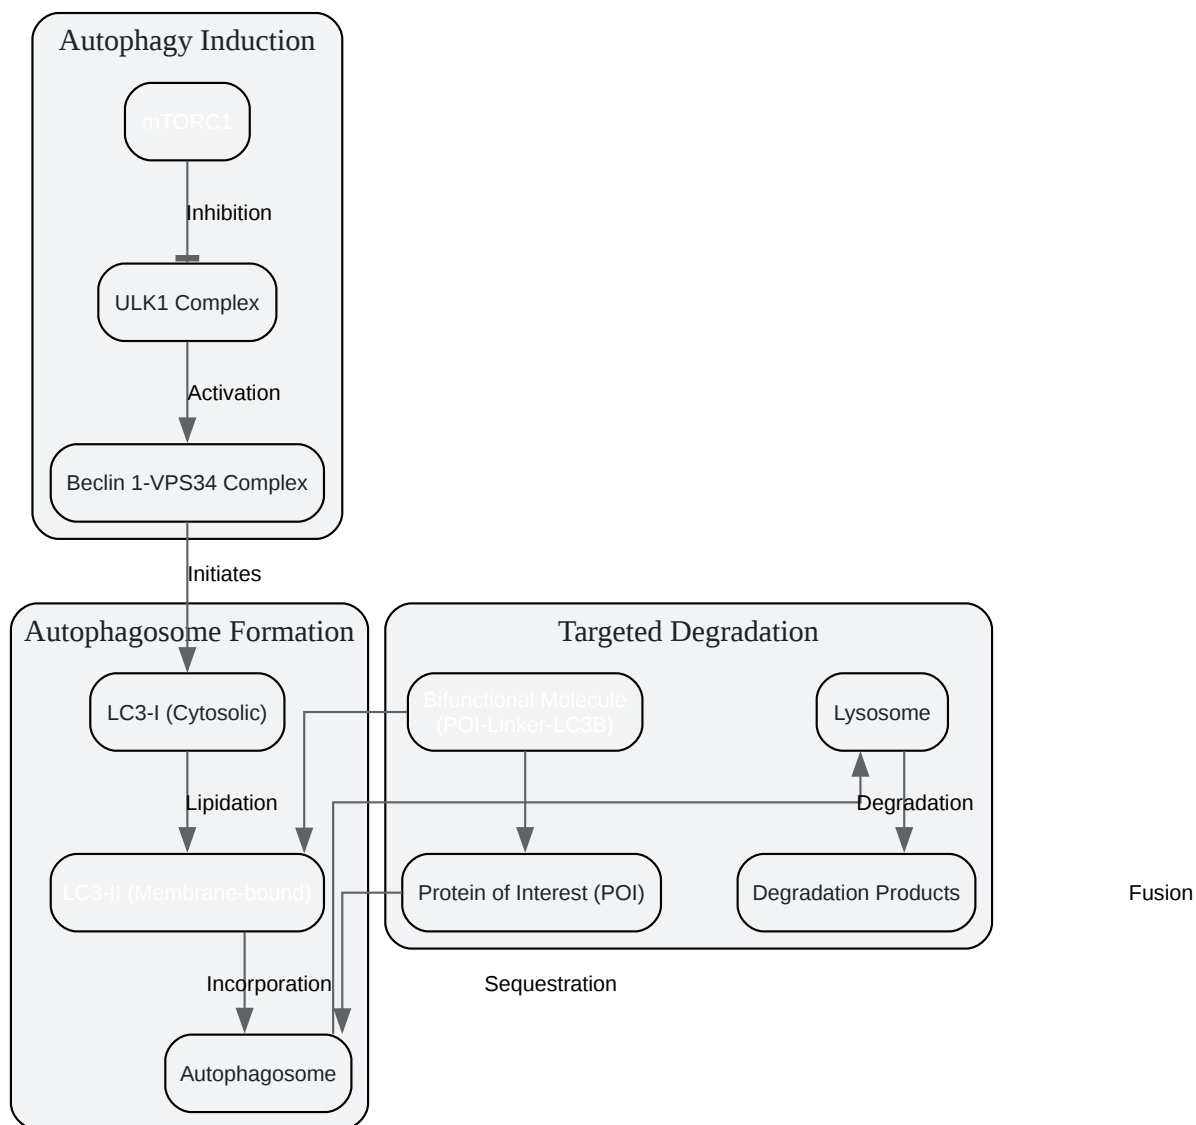 Autophagy Induction
mTORC1
Inhibition
ULK1 Complex
Activation
Beclin 1-VPS34 Complex
Initiates
Autophagosome Formation
LC3-I (Cytosolic)
Lipidation
LC3-II (Membrane-bound)
Incorporation
Autophagosome
Targeted Degradation
Bifunctional Molecule
(POI-Linker-LC3B)
Lysosome
Degradation
Protein of Interest (POI)
Degradation Products
Sequestration
Fusion